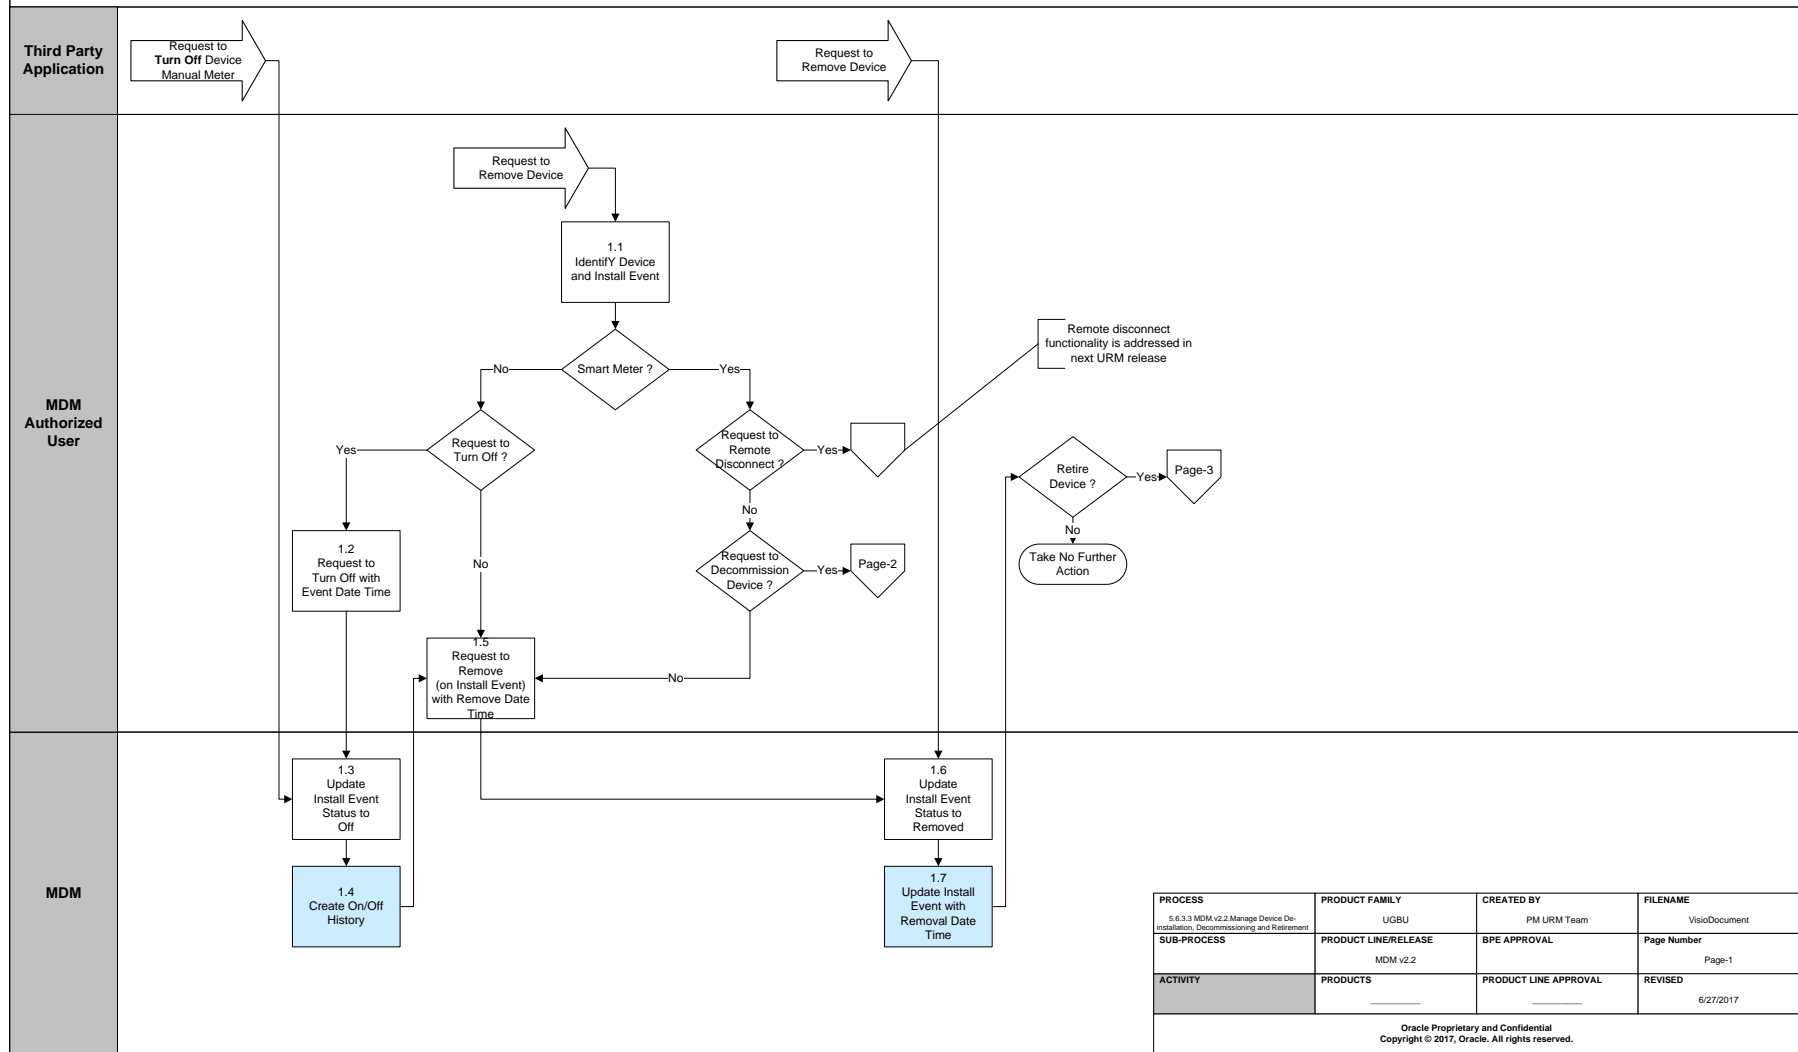 Third Party
Application
Request to
Turn Off Device
Manual Meter
Request to
Remove Device
MDM
Authorized
User
Request to
Remove Device
1.1
IdentifY Device
and Install Event
Smart Meter ?
No
Yes
Request to
Turn Off ?
Yes
No
Request to
Remote
Disconnect ?
Yes
No
Remote disconnect
functionality is addressed in
next URM release
Request to
Decommission
Device ?
Yes
Page-2
No
Retire
Device ?
Yes
Page-3
No
Take No Further
Action
1.2
Request to
Turn Off with
Event Date Time
1.5
Request to
Remove
(on Install Event)
with Remove Date
Time
MDM
1.3
Update
Install Event
Status to
Off
1.4
Create On/Off
History
1.6
Update
Install Event
Status to
Removed
1.7
Update Install
Event with
Removal Date
Time
PROCESS
5.6.3.3 MDM.v2.2.Manage Device De-
installation, Decommissioning and Retirement
PRODUCT FAMILY
UGBU
CREATED BY
PM URM Team
FILENAME
VisioDocument
SUB-PROCESS
PRODUCT LINE/RELEASE
MDM v2.2
BPE APPROVAL
Page Number
Page-1
ACTIVITY
PRODUCTS
__________
PRODUCT LINE APPROVAL
__________
REVISED
6/27/2017
Oracle Proprietary and Confidential
Copyright © 2017, Oracle. All rights reserved.